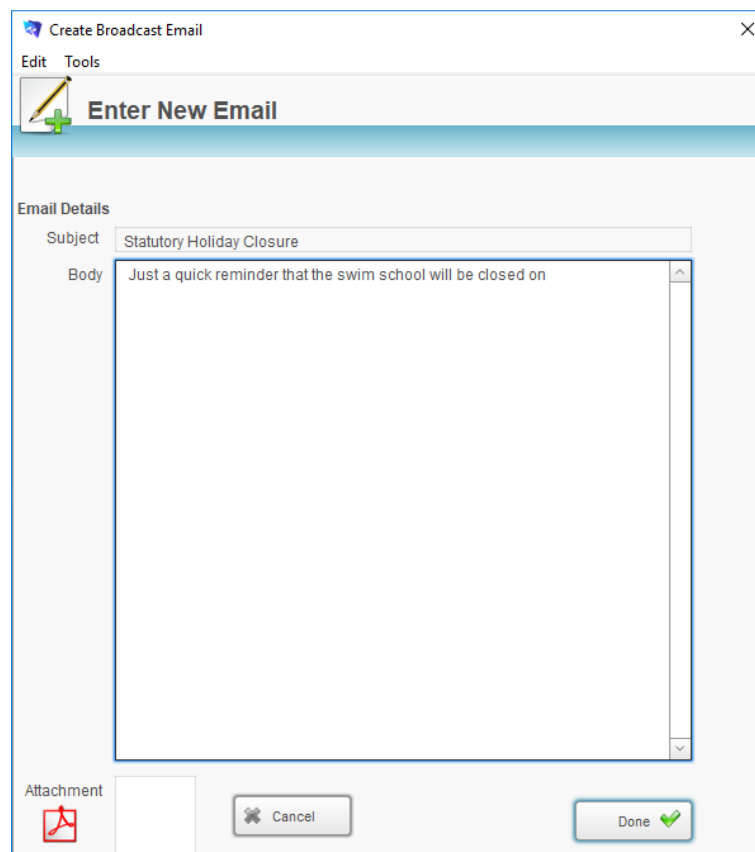 Create Broadcast Email
Edit Tools
Enter New Email
Email Details
Subject Statutory Holiday Closure
Body Just a quick reminder that the swim school will be closed on
Attachment
Cancel
Done